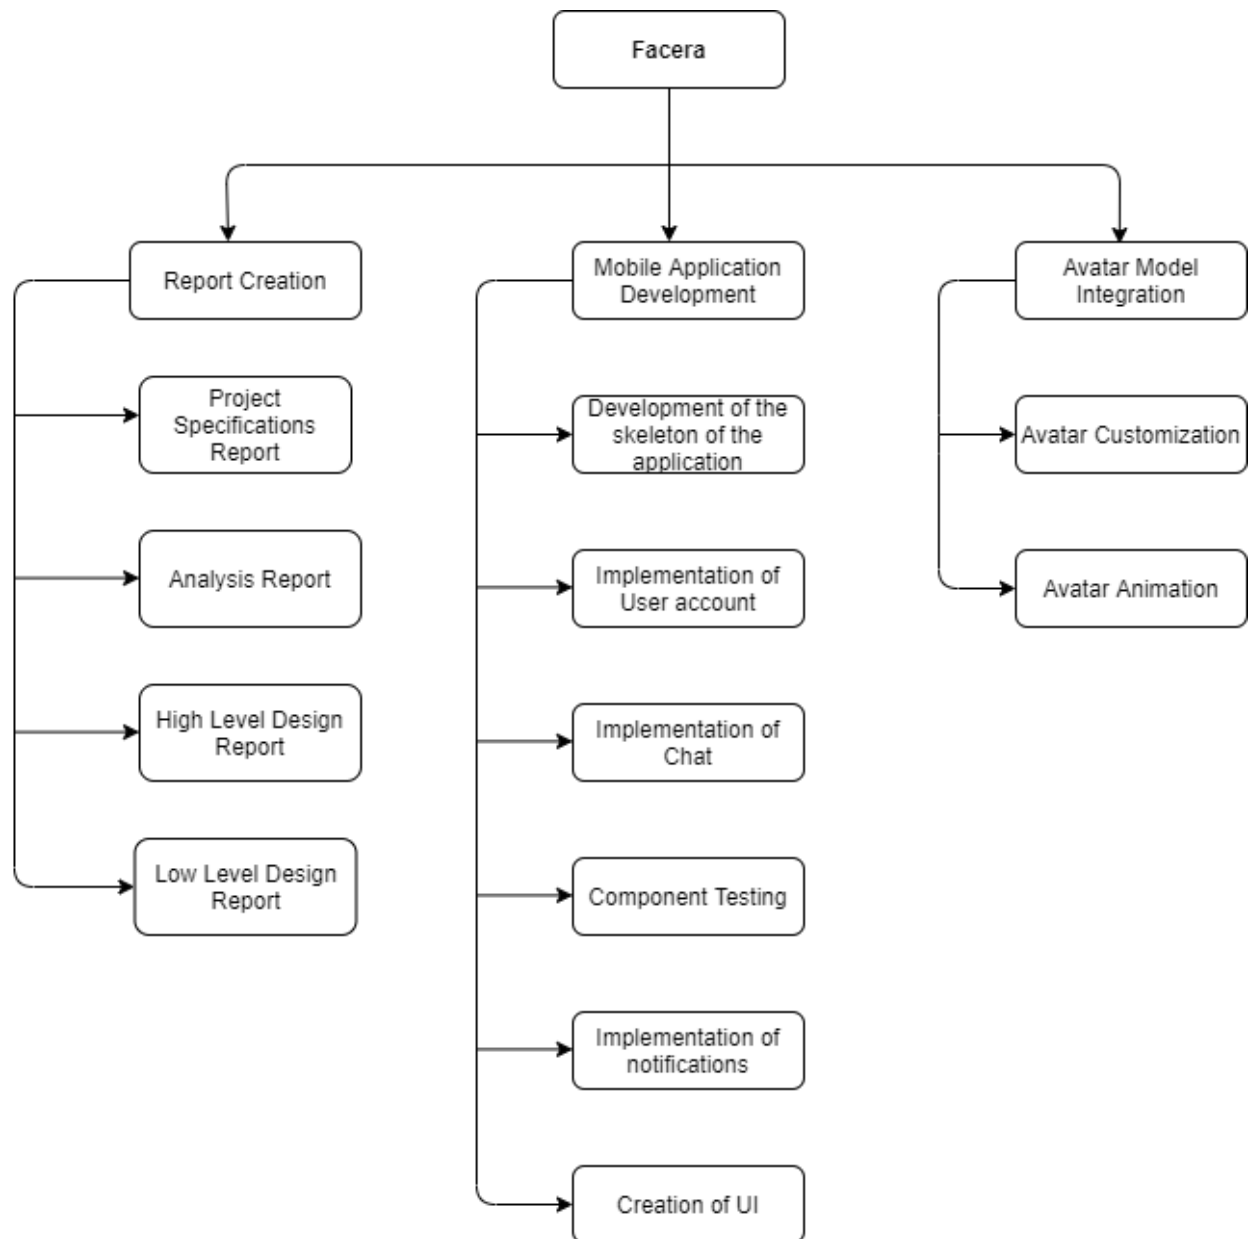 Facera
Report Creation
Project
Specifications
Report
Analysis Report
High Level Design
Report
Low Level Design
Report
Mobile Application
Development
Development of the
skeleton of the
application
Implementation of
User account
Implementation of
Chat
Component Testing
Implementation of
notifications
Creation of UI
Avatar Model
Integration
Avatar Customization
Avatar Animation